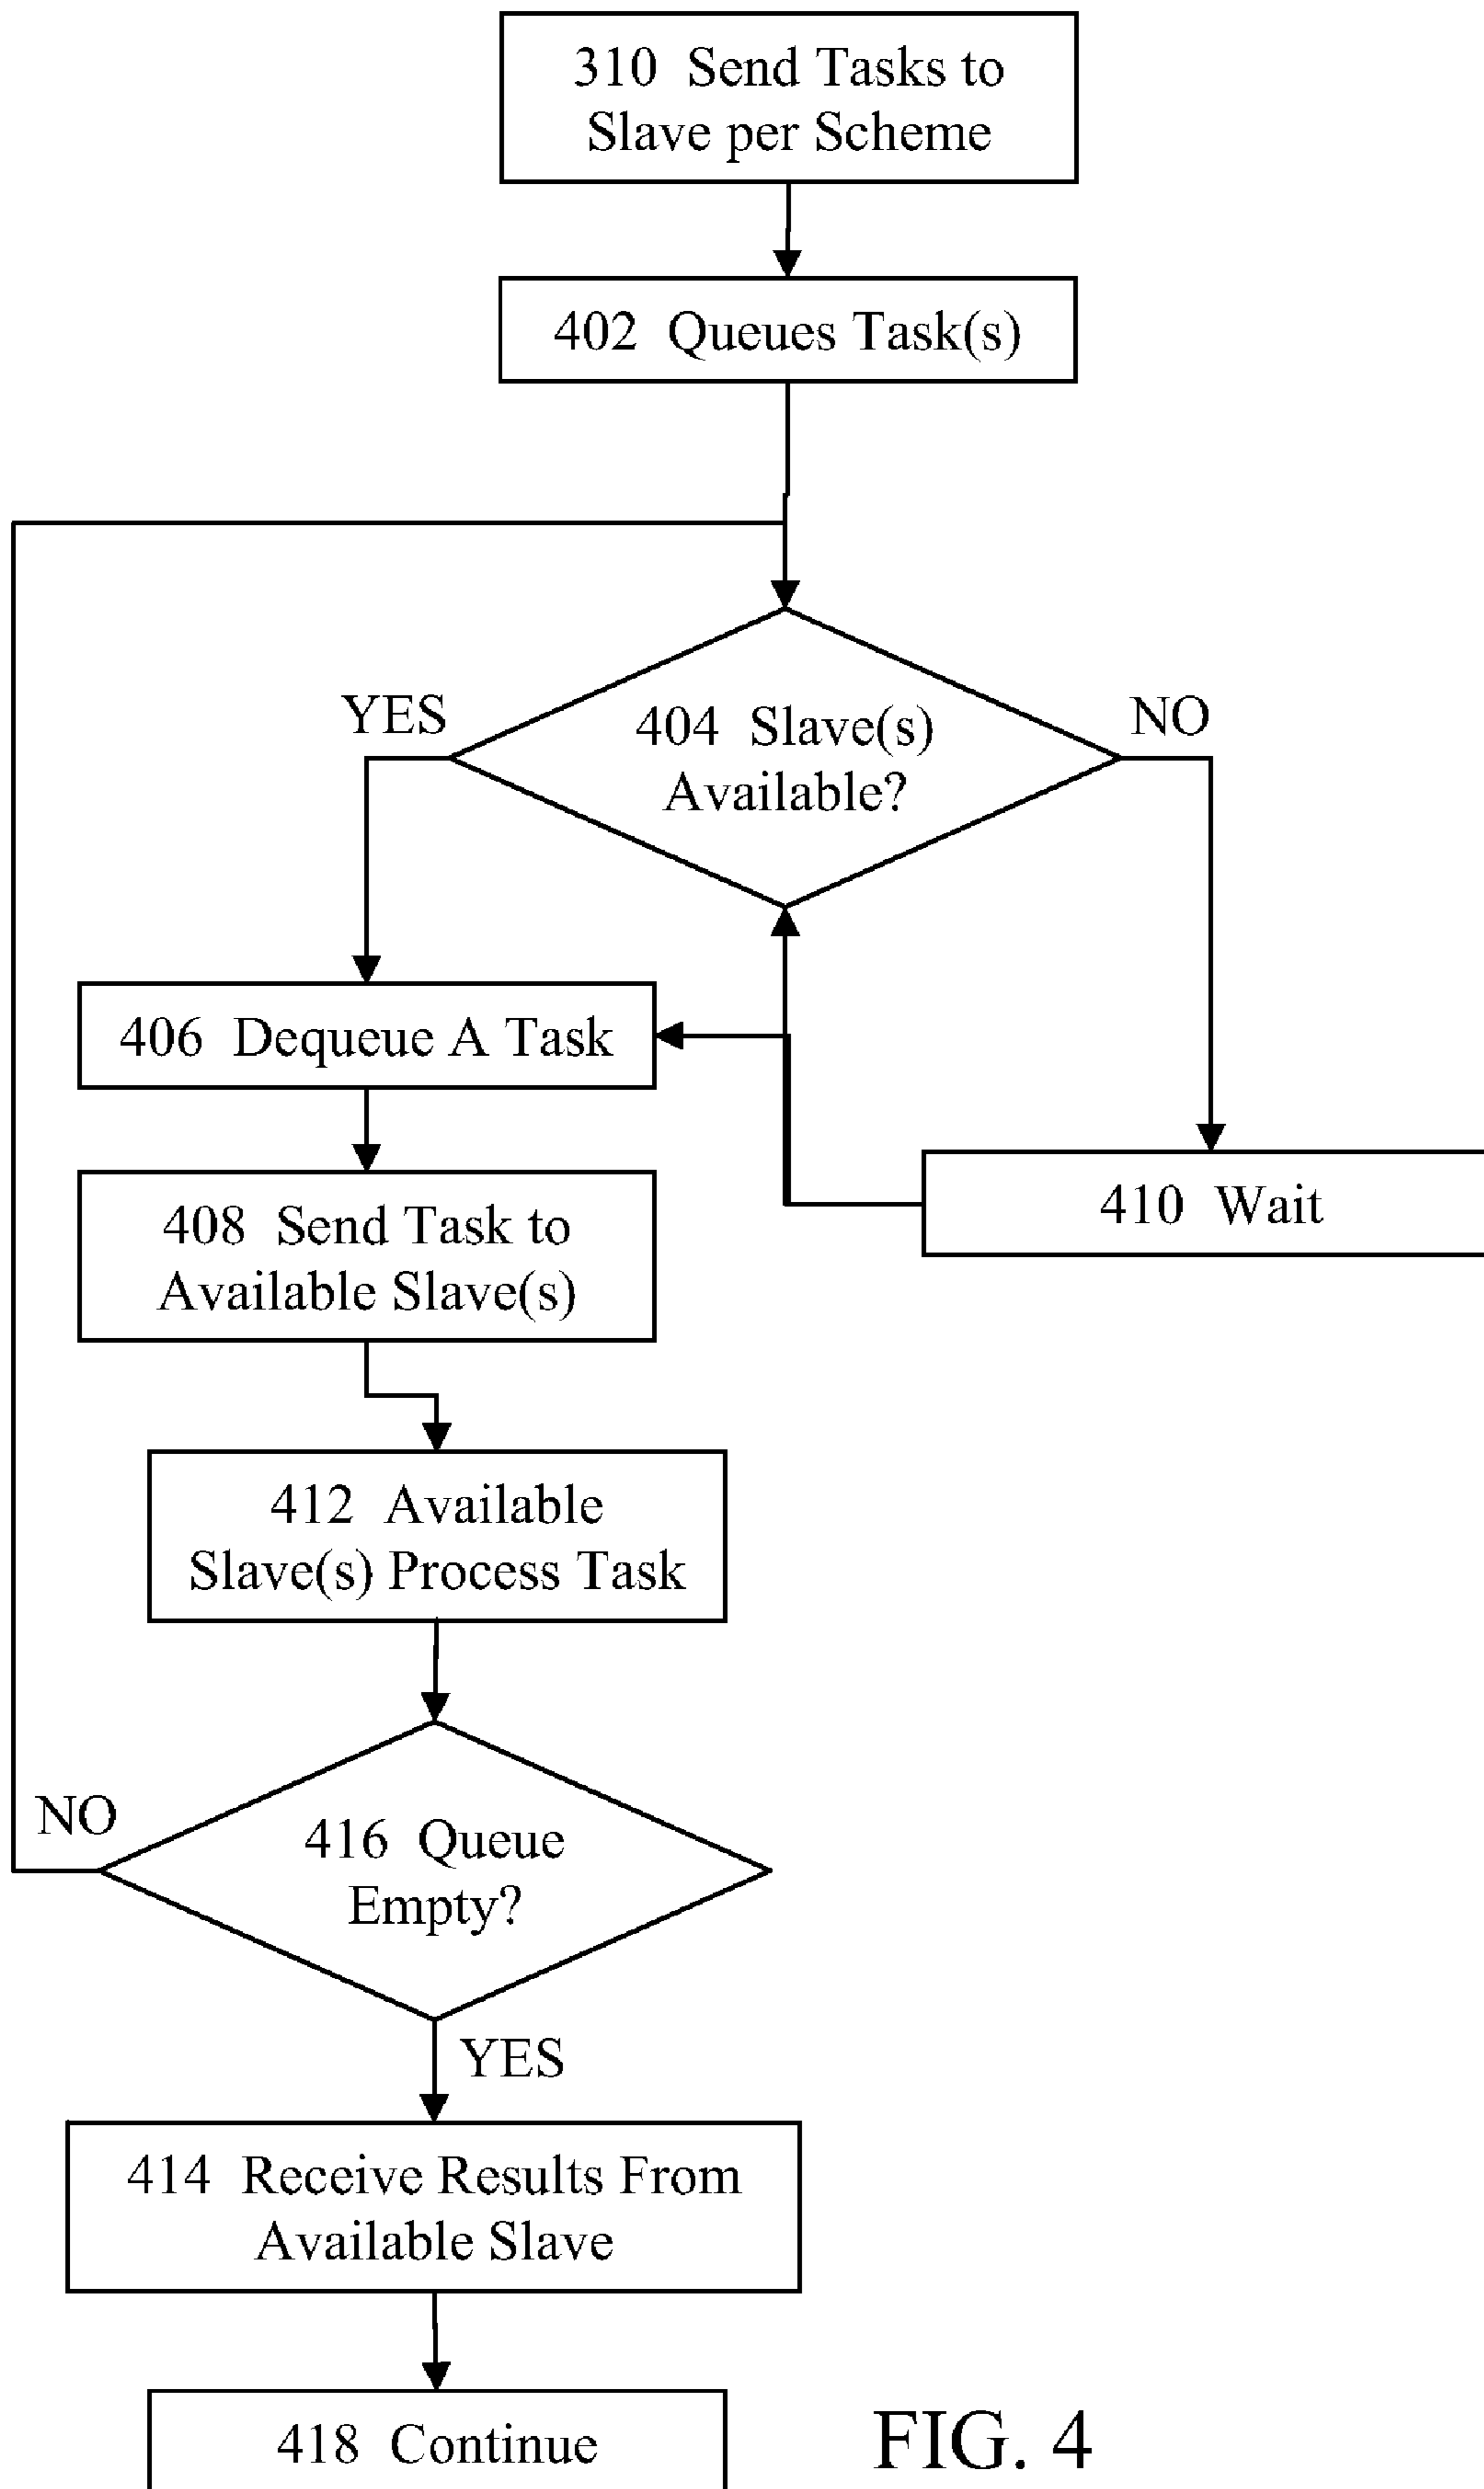 310 Send Tasks to
Slave per Scheme
402 Queues Task(s)
YES
404 Slave(s)
Available?
NO
406 Dequeue A Task
408 Send Task to
Available Slave(s)
410 Wait
412 Available
Slave(s) Process Task
NO
416 Queue
Empty?
YES
414 Receive Results From
Available Slave
418 Continue
FIG. 4